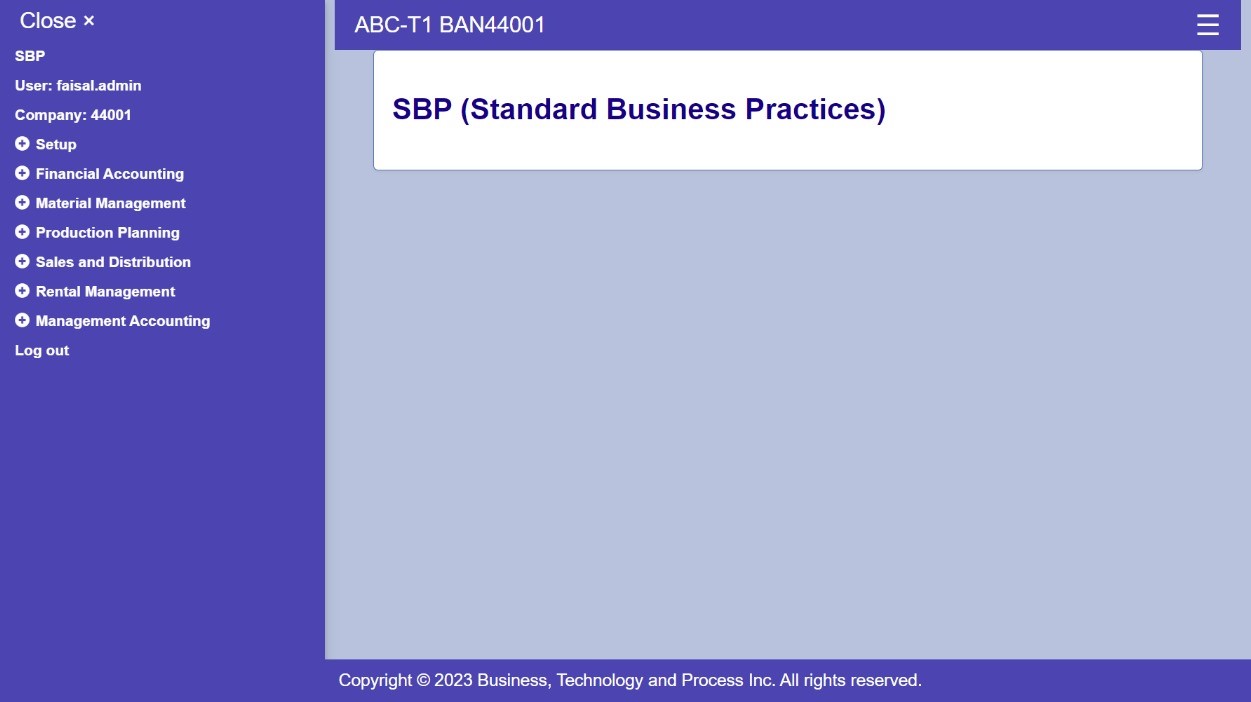 Close ×
SBP
User: faisal.admin
Company: 44001
Setup
Financial Accounting
Material Management
Production Planning
Sales and Distribution
Rental Management
Management Accounting
Log out
ABC-T1 BAN44001
SBP (Standard Business Practices)
Copyright © 2023 Business, Technology and Process Inc. All rights reserved.